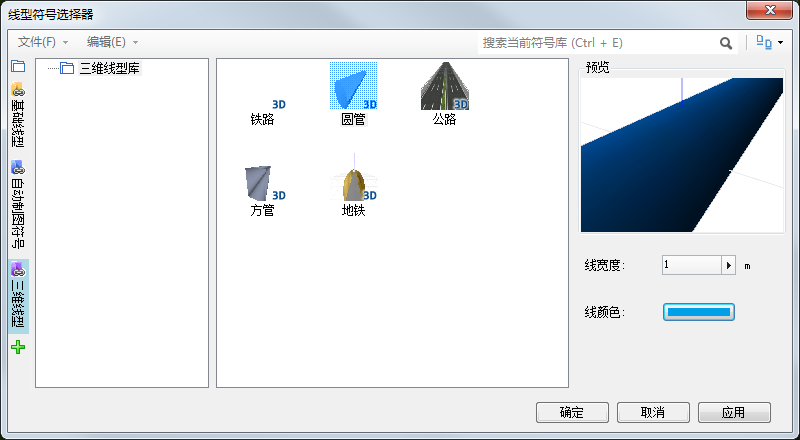 线型符号选择器
文件(F) 编辑(E) 搜索当前符号库 (Ctrl + E)
基础线型
自动制图符号
三维线型
三维线型库
3D
铁路
3D
圆管
3D
公路
3D
方管
3D
地铁
预览
线宽度: 1 m
线颜色:
确定 取消 应用